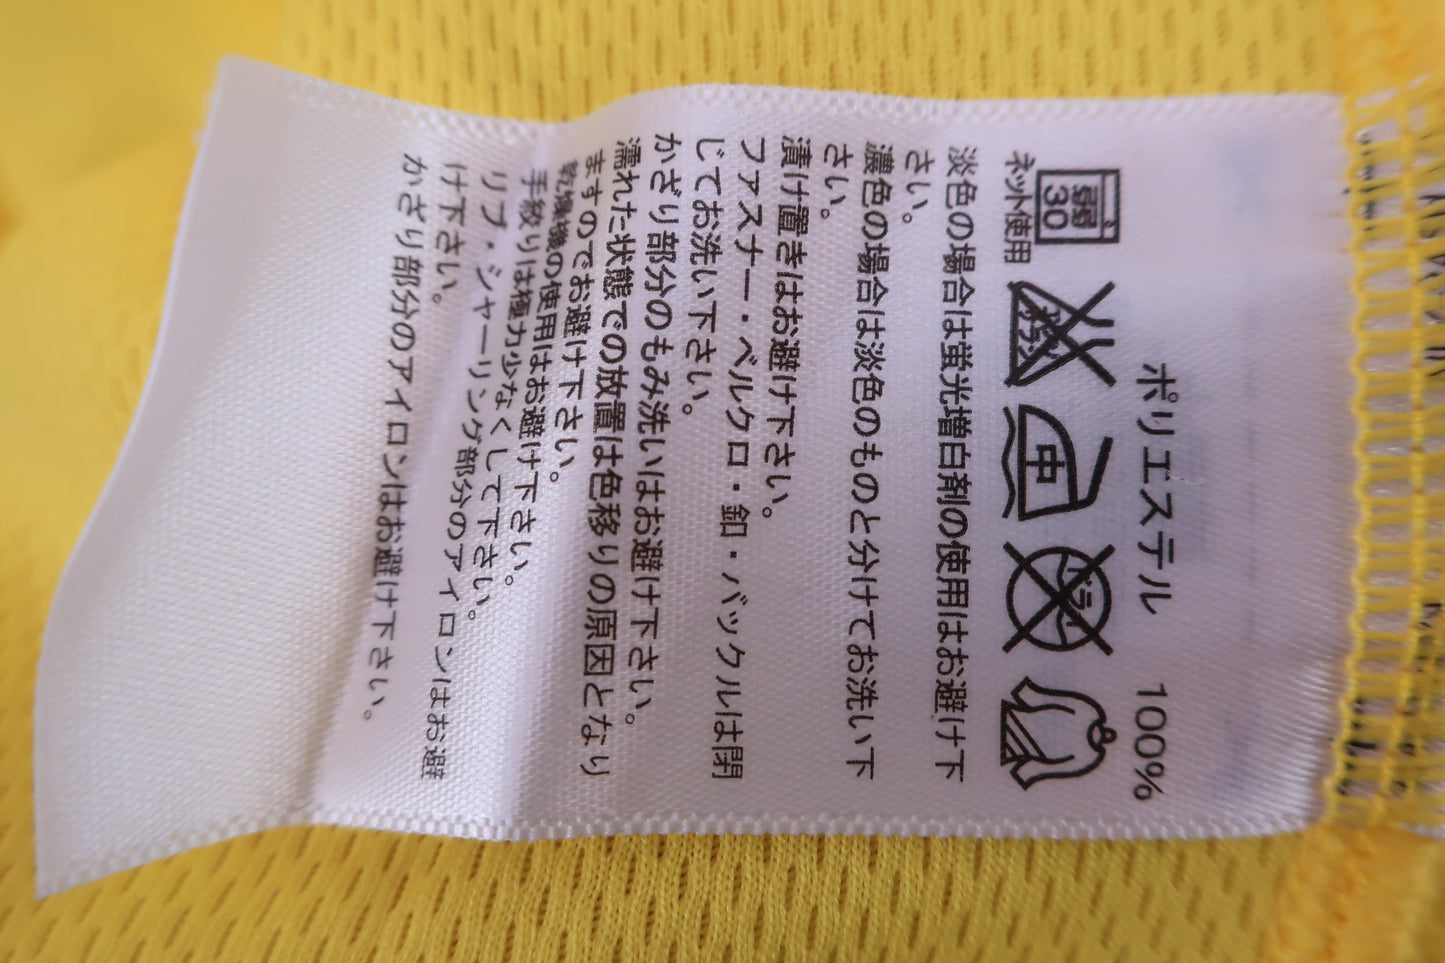 ポリエステル 100%
弱
30
エンソ
サラシ
中
ドライ
ネット使用
淡色の場合は蛍光増白剤の使用はお避け下
さい。
濃色の場合は淡色のものと分けてお洗い下
さい。
漬け置きはお避け下さい。
ファスナー・ベルクロ・釦・バックルは閉
じてお洗い下さい。
かざり部分のもみ洗いはお避け下さい。
濡れた状態での放置は色移りの原因となり
ますのでお避け下さい。
乾燥機の使用はお避け下さい。
手絞りは極力少なくして下さい。
リブ・シャーリング部分のアイロンはお避
け下さい。
かざり部分のアイロンはお避け下さい。